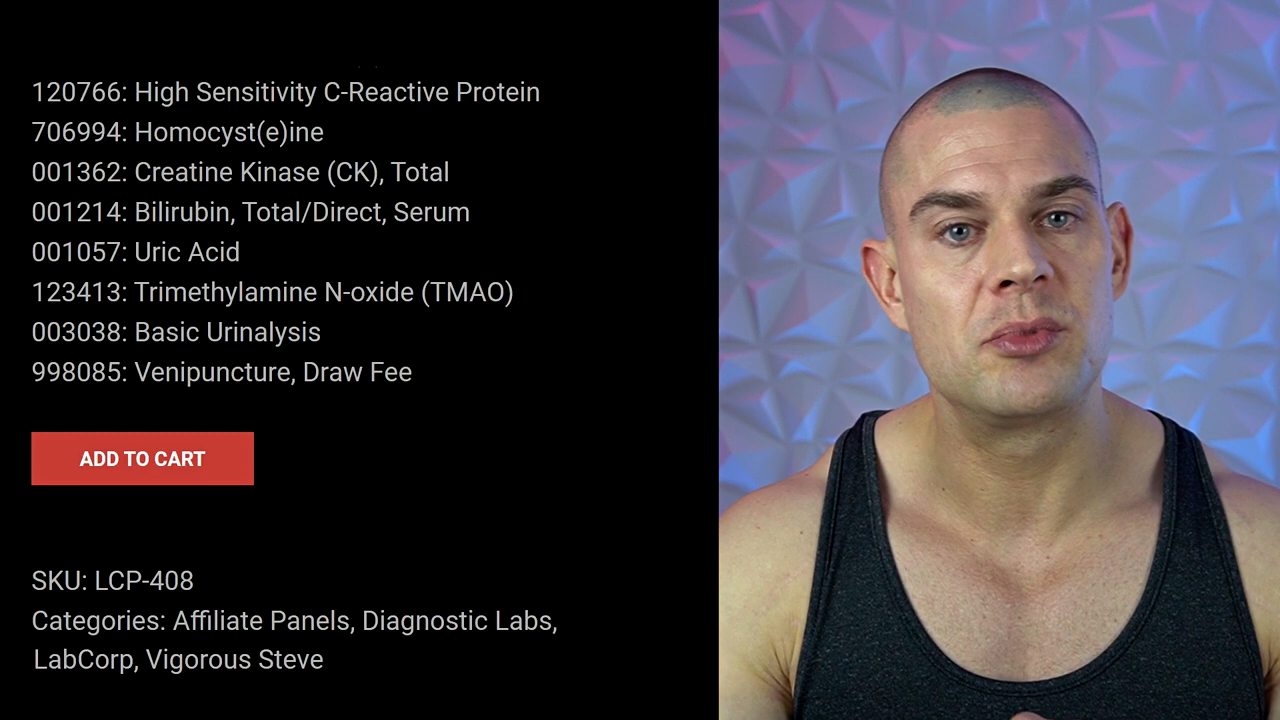 120766: High Sensitivity C-Reactive Protein
706994: Homocyst(e)ine
001362: Creatine Kinase (CK), Total
001214: Bilirubin, Total/Direct, Serum
001057: Uric Acid
123413: Trimethylamine N-oxide (TMAO)
003038: Basic Urinalysis
998085: Venipuncture, Draw Fee
ADD TO CART
SKU: LCP-408
Categories: Affiliate Panels, Diagnostic Labs,
LabCorp, Vigorous Steve